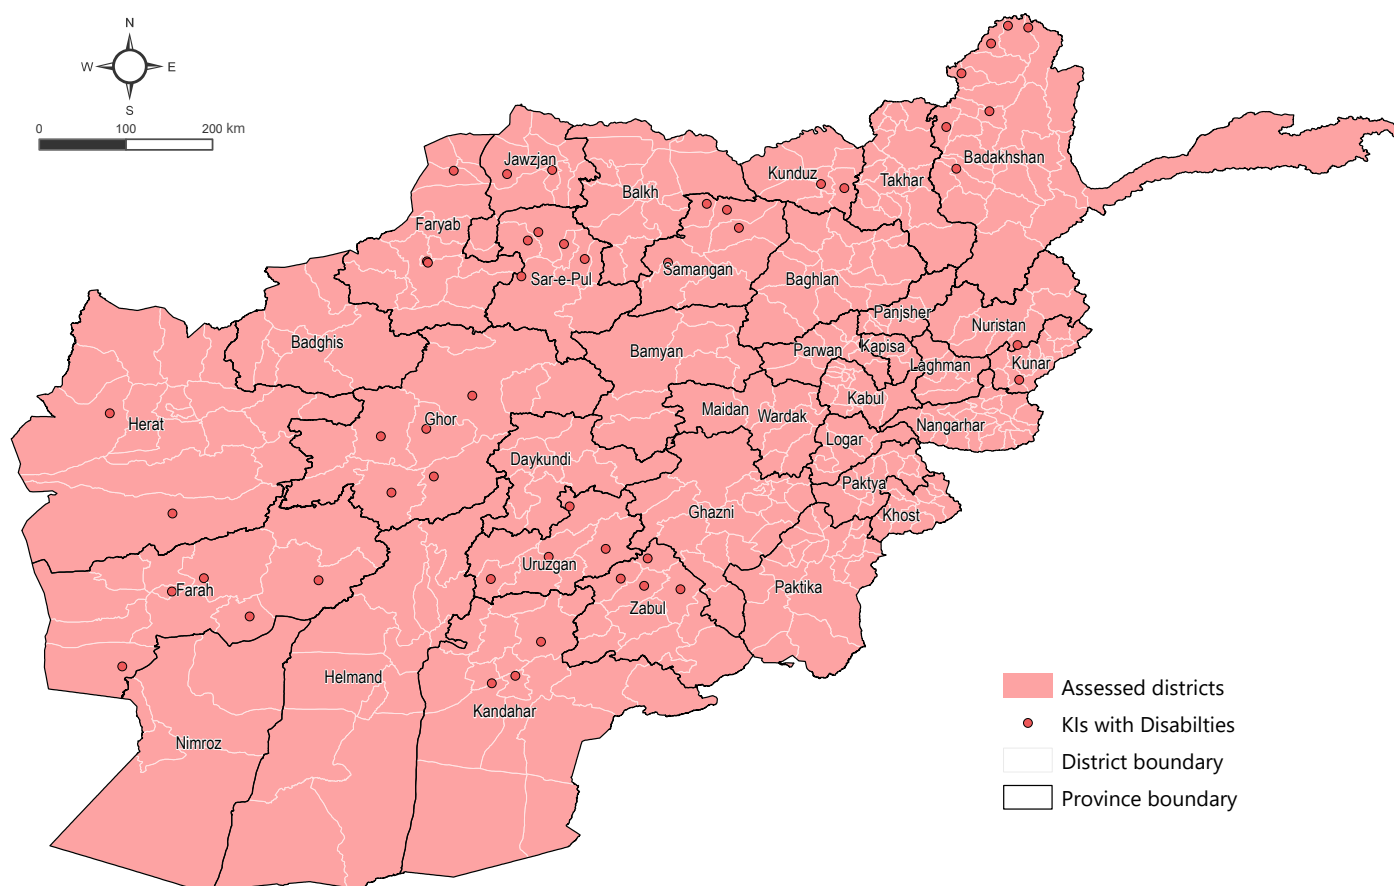 N
W
E
S
0
100
200 km
Jawzjan
Balkh
Kunduz
Takhar
Badakhshan
Faryab
Sar-e-Pul
Samangan
Baghlan
Panjsher
Nuristan
Badghis
Bamyan
Parwan
Kapisa
Laghman
Kunar
Herat
Ghor
Maidan
Wardak
Kabul
Nangarhar
Daykundi
Logar
Paktya
Ghazni
Khost
Uruzgan
Farah
Zabul
Paktika
Helmand
Kandahar
Nimroz
Assessed districts
KIs with Disabilties
District boundary
Province boundary